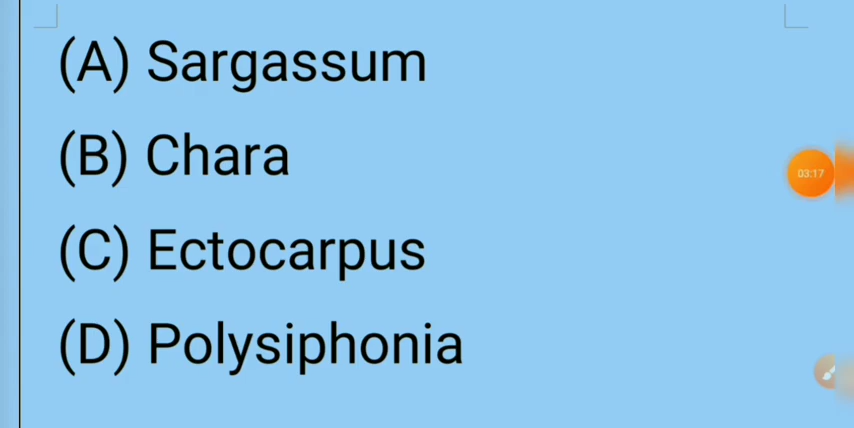 (A) Sargassum
(B) Chara
03:17
(C) Ectocarpus
(D) Polysiphonia